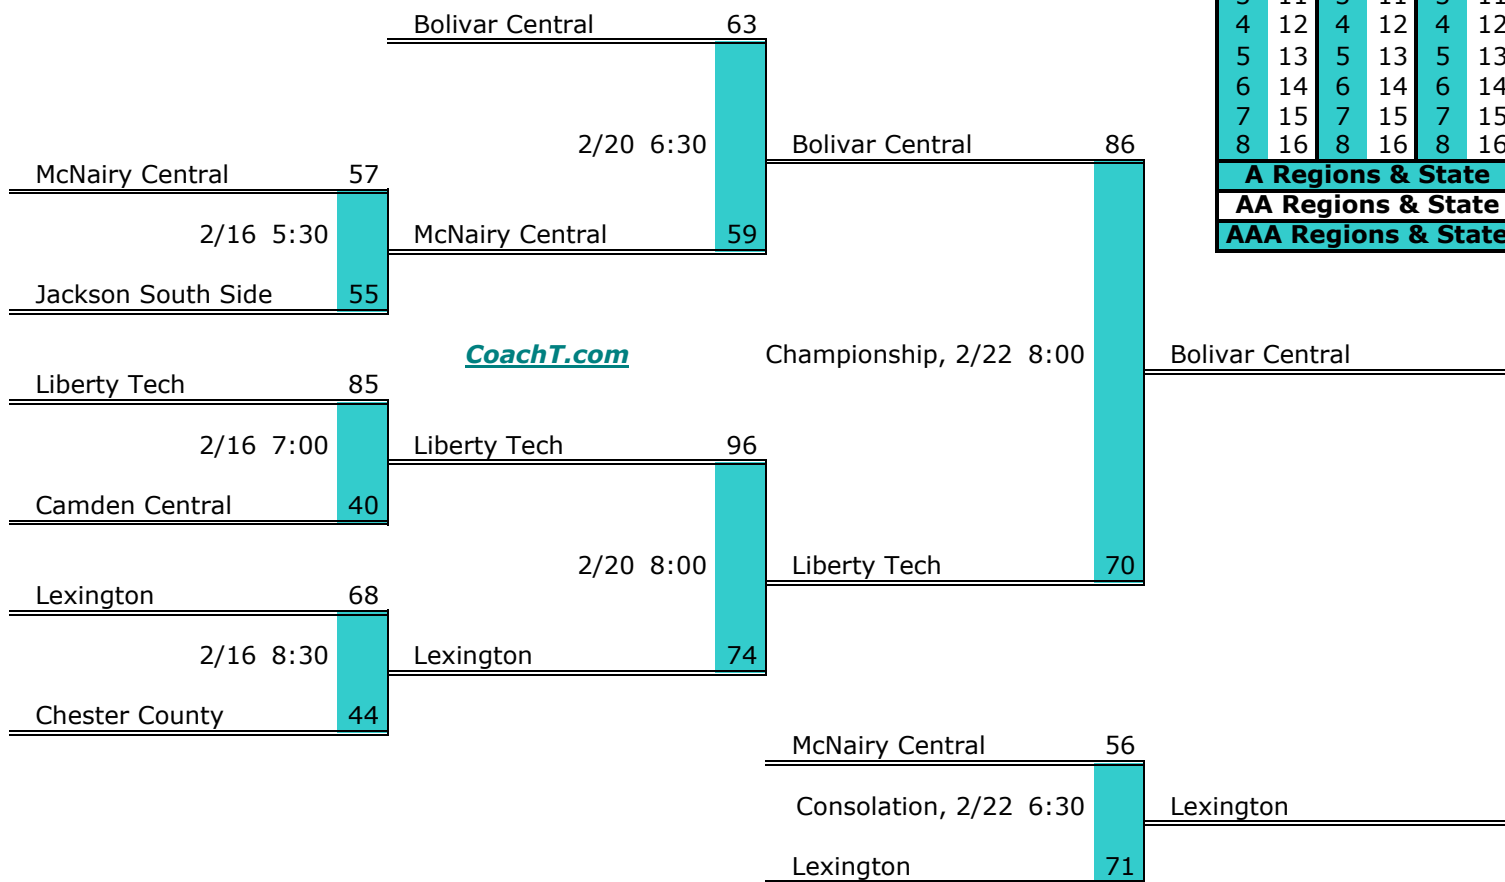 Bolivar Central 63
4 12 4 12 4 12
5 13 5 13 5 13
6 14 6 14 6 14
7 15 7 15 7 15
2/20 6:30 Bolivar Central 86
8 16 8 16 8 16
McNairy Central 57
A Regions & State
AA Regions & State
2/16 5:30 McNairy Central 59
AAA Regions & State
Jackson South Side 55
CoachT.com Championship, 2/22 8:00 Bolivar Central
Liberty Tech 85
2/16 7:00 Liberty Tech 96
Camden Central 40
2/20 8:00 Liberty Tech 70
Lexington 68
2/16 8:30 Lexington 74
Chester County 44
McNairy Central 56
Consolation, 2/22 6:30 Lexington
Lexington 71